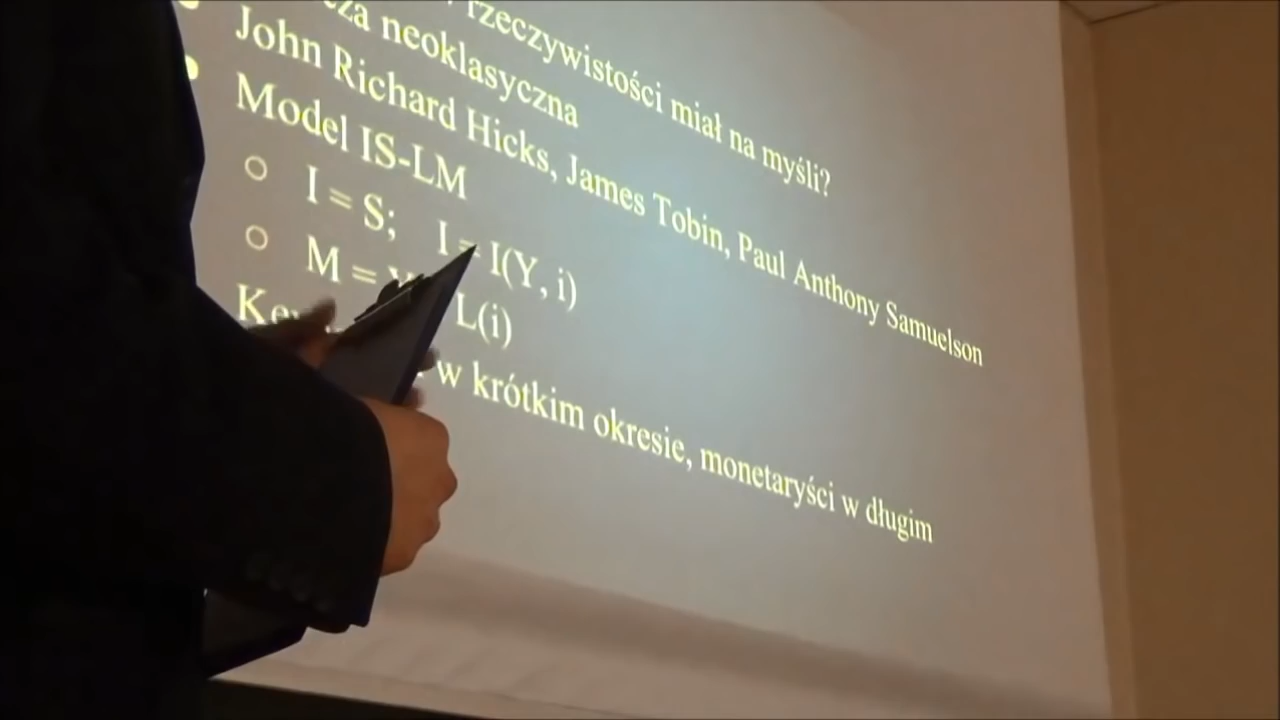 rzeczywistości miał na myśli?
neoklasyczna
John Richard Hicks, James Tobin, Paul Anthony Samuelson
Model IS-LM
I = S; I = I(Y, i)
M = L(i)
w krótkim okresie, monetaryści w długim